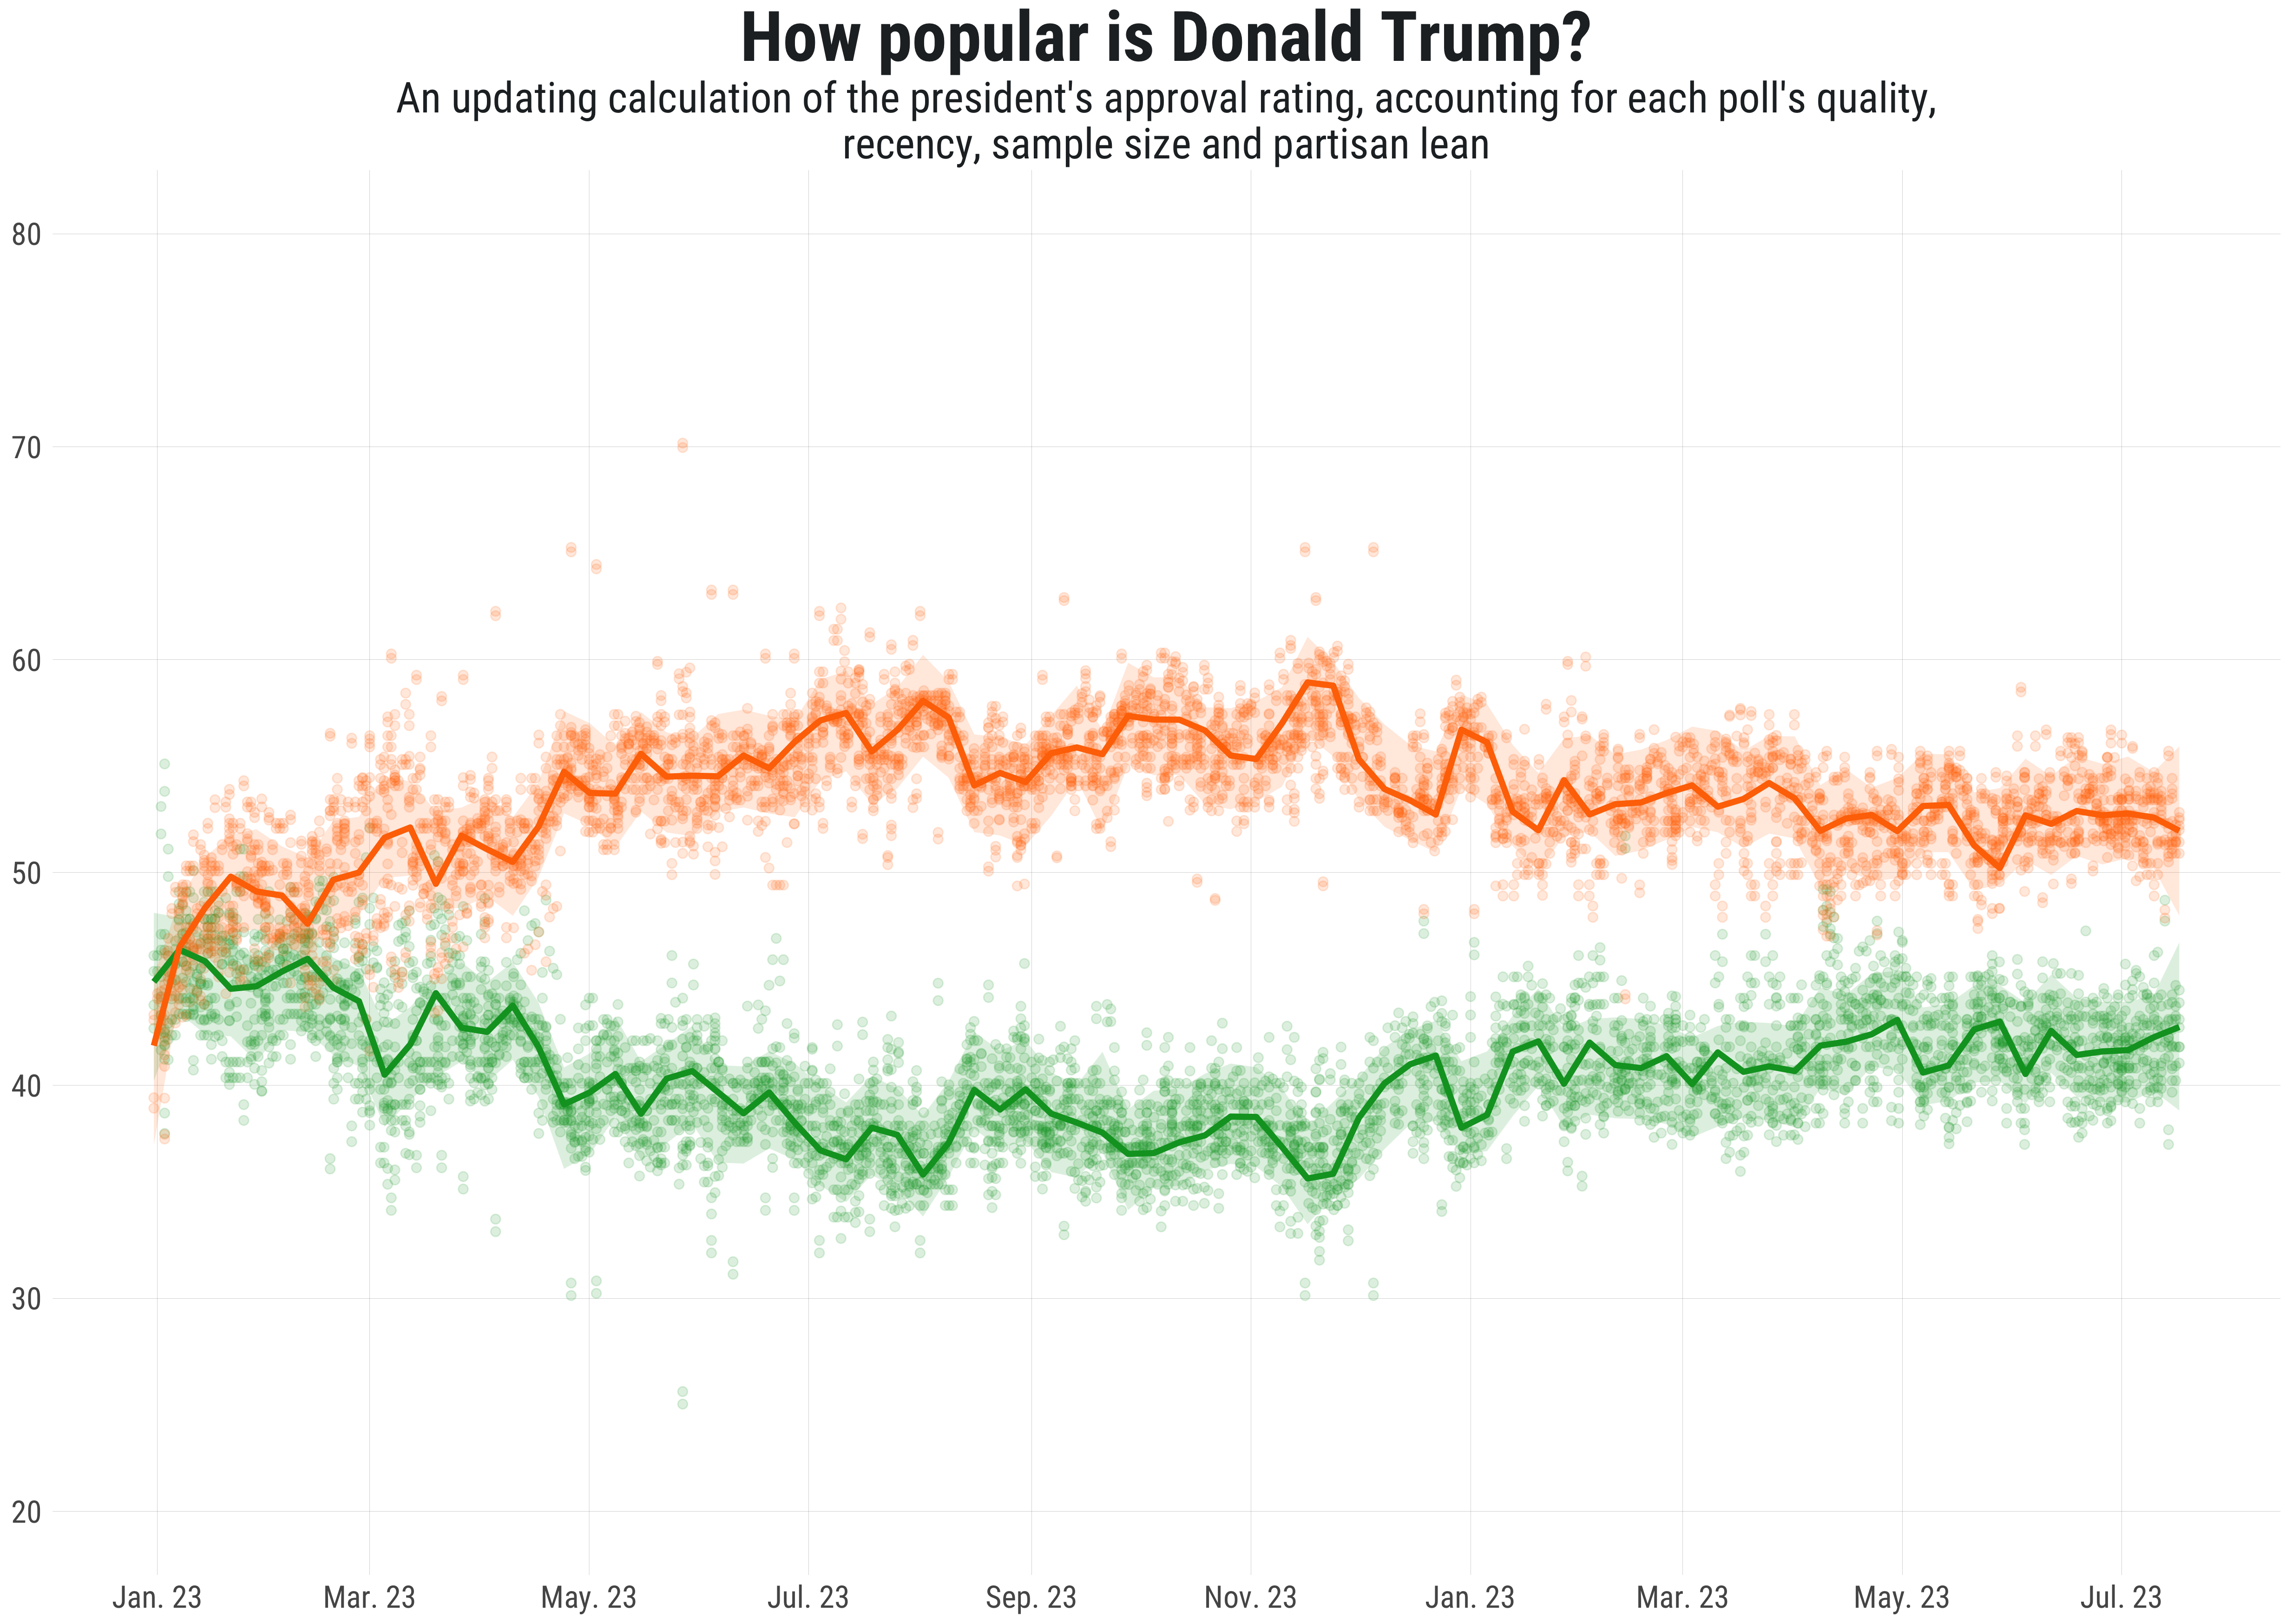 How popular is Donald Trump?
An updating calculation of the president's approval rating, accounting for each poll's quality,
recency, sample size and partisan lean
80
70
60
50
40
30
20
Jan. 23 Mar. 23 May. 23 Jul. 23 Sep. 23 Nov. 23 Jan. 23 Mar. 23 May. 23 Jul. 23